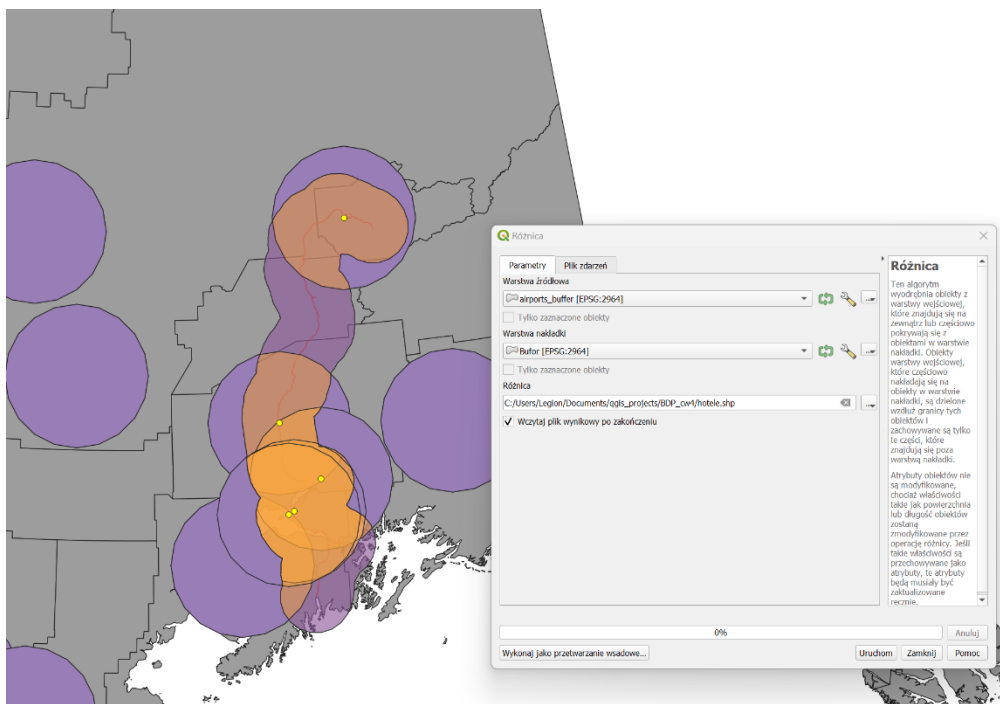 Różnica
Parametry Plik zdarzeń
Warstwa źródłowa
airports_buffer [EPSG:2964]
Tylko zaznaczone obiekty
Warstwa nakładki
Bufor [EPSG:2964]
Tylko zaznaczone obiekty
Różnica
C:/Users/Legion/Documents/qgis_projects/BDP_cw4/hotele.shp
Wczytaj plik wynikowy po zakończeniu
Różnica
Ten algorytm
wyodrębnia obiekty z
warstwy wejściowej,
które znajdują się na
zewnątrz lub częściowo
pokrywają się z
obiektami w warstwie
nakładki. Obiekty
warstwy wejściowej,
które częściowo
nakładają się na
obiekty w warstwie
nakładki, są dzielone
wzdłuż granicy tych
obiektów i
zachowywane są tylko
te części, które
znajdują się poza
warstwą nakładki.
Atrybuty obiektów nie
są modyfikowane,
chociaż właściwości
takie jak powierzchnia
lub długość obiektów
zostaną
zmodyfikowane przez
operację różnicy. Jeśli
takie właściwości są
przechowywane jako
atrybuty, te atrybuty
będą musiały być
zaktualizowane
ręcznie.
0%
Anuluj
Wykonaj jako przetwarzanie wsadowe...
Uruchom Zamknij Pomoc